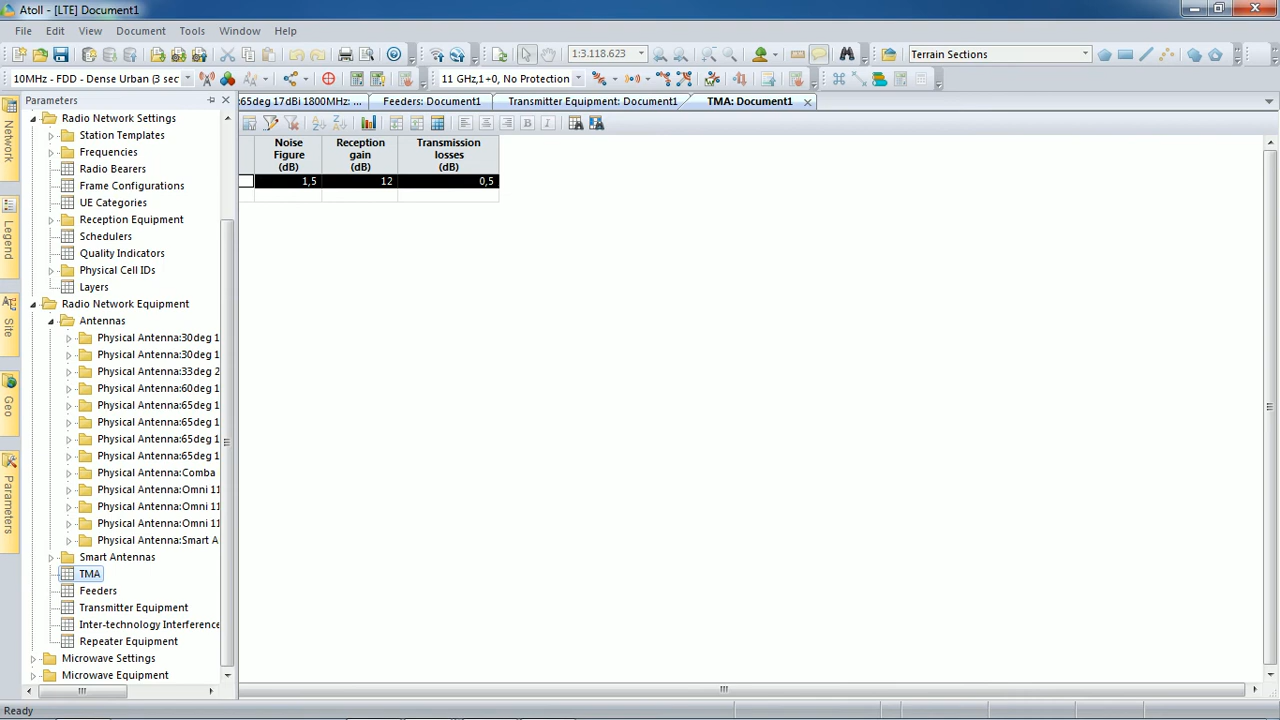 Atoll - [LTE] Document1
File Edit View Document Tools Window Help
1:3.118.623 Terrain Sections
10MHz - FDD - Dense Urban (3 sec 11 GHz,1+0, No Protection
Parameters
:65deg 17dBi 1800MHz: ... Feeders: Document1 Transmitter Equipment: Document1 TMA: Document1
B I
Noise Figure (dB) Reception gain (dB) Transmission losses (dB)
1,5 12 0,5
Network
Legend
Site
Geo
Parameters
Radio Network Settings
Station Templates
Frequencies
Radio Bearers
Frame Configurations
UE Categories
Reception Equipment
Schedulers
Quality Indicators
Physical Cell IDs
Layers
Radio Network Equipment
Antennas
Physical Antenna:30deg 1
Physical Antenna:30deg 1
Physical Antenna:33deg 2
Physical Antenna:60deg 1
Physical Antenna:65deg 1
Physical Antenna:65deg 1
Physical Antenna:65deg 1
Physical Antenna:65deg 1
Physical Antenna:Comba
Physical Antenna:Omni 11
Physical Antenna:Omni 11
Physical Antenna:Omni 11
Physical Antenna:Smart A
Smart Antennas
TMA
Feeders
Transmitter Equipment
Inter-technology Interference
Repeater Equipment
Microwave Settings
Microwave Equipment
Ready